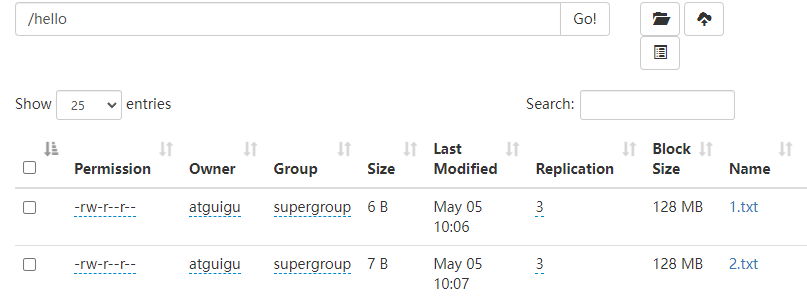 /hello Go!
Show 25 entries Search:
Permission Owner Group Size Last Modified Replication Block Size Name
-rw-r--r-- atguigu supergroup 6 B May 05 10:06 3 128 MB 1.txt
-rw-r--r-- atguigu supergroup 7 B May 05 10:07 3 128 MB 2.txt